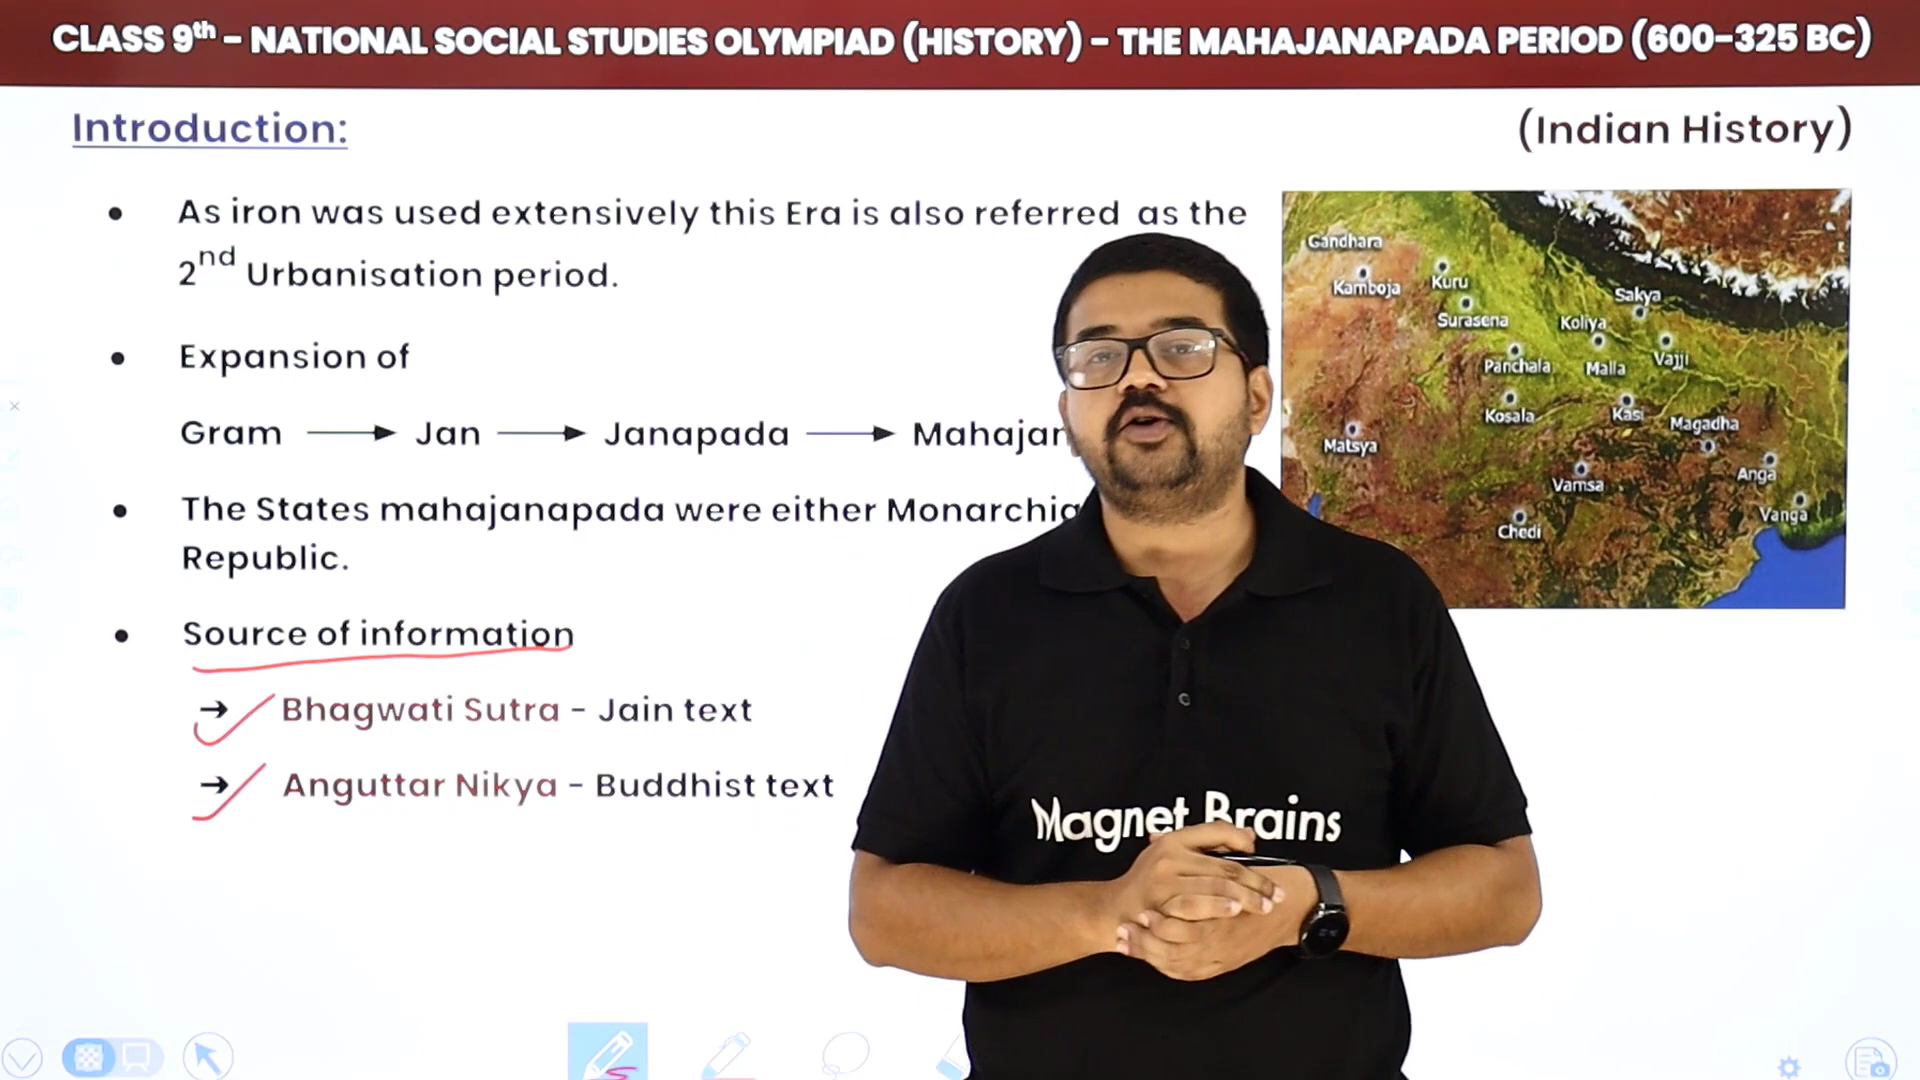 CLASS 9th - NATIONAL SOCIAL STUDIES OLYMPIAD (HISTORY) - THE MAHAJANAPADA PERIOD (600-325 BC)
Introduction:
(Indian History)
• As iron was used extensively this Era is also referred as the
2nd Urbanisation period.
• Expansion of
Gram → Jan → Janapada → Mahajan
• The States mahajanapada were either
Republic.
• Source of information
→ Bhagwati Sutra - Jain text
→ Anguttar Nikya - Buddhist text
Gandhara
Kamboja
Kuru
Sakya
Surasena
Koliya
Panchala
Malla
Vajji
Kosala
Kasi
Magadha
Matsya
Vamsa
Anga
Chedi
Vanga
Magnet Brains